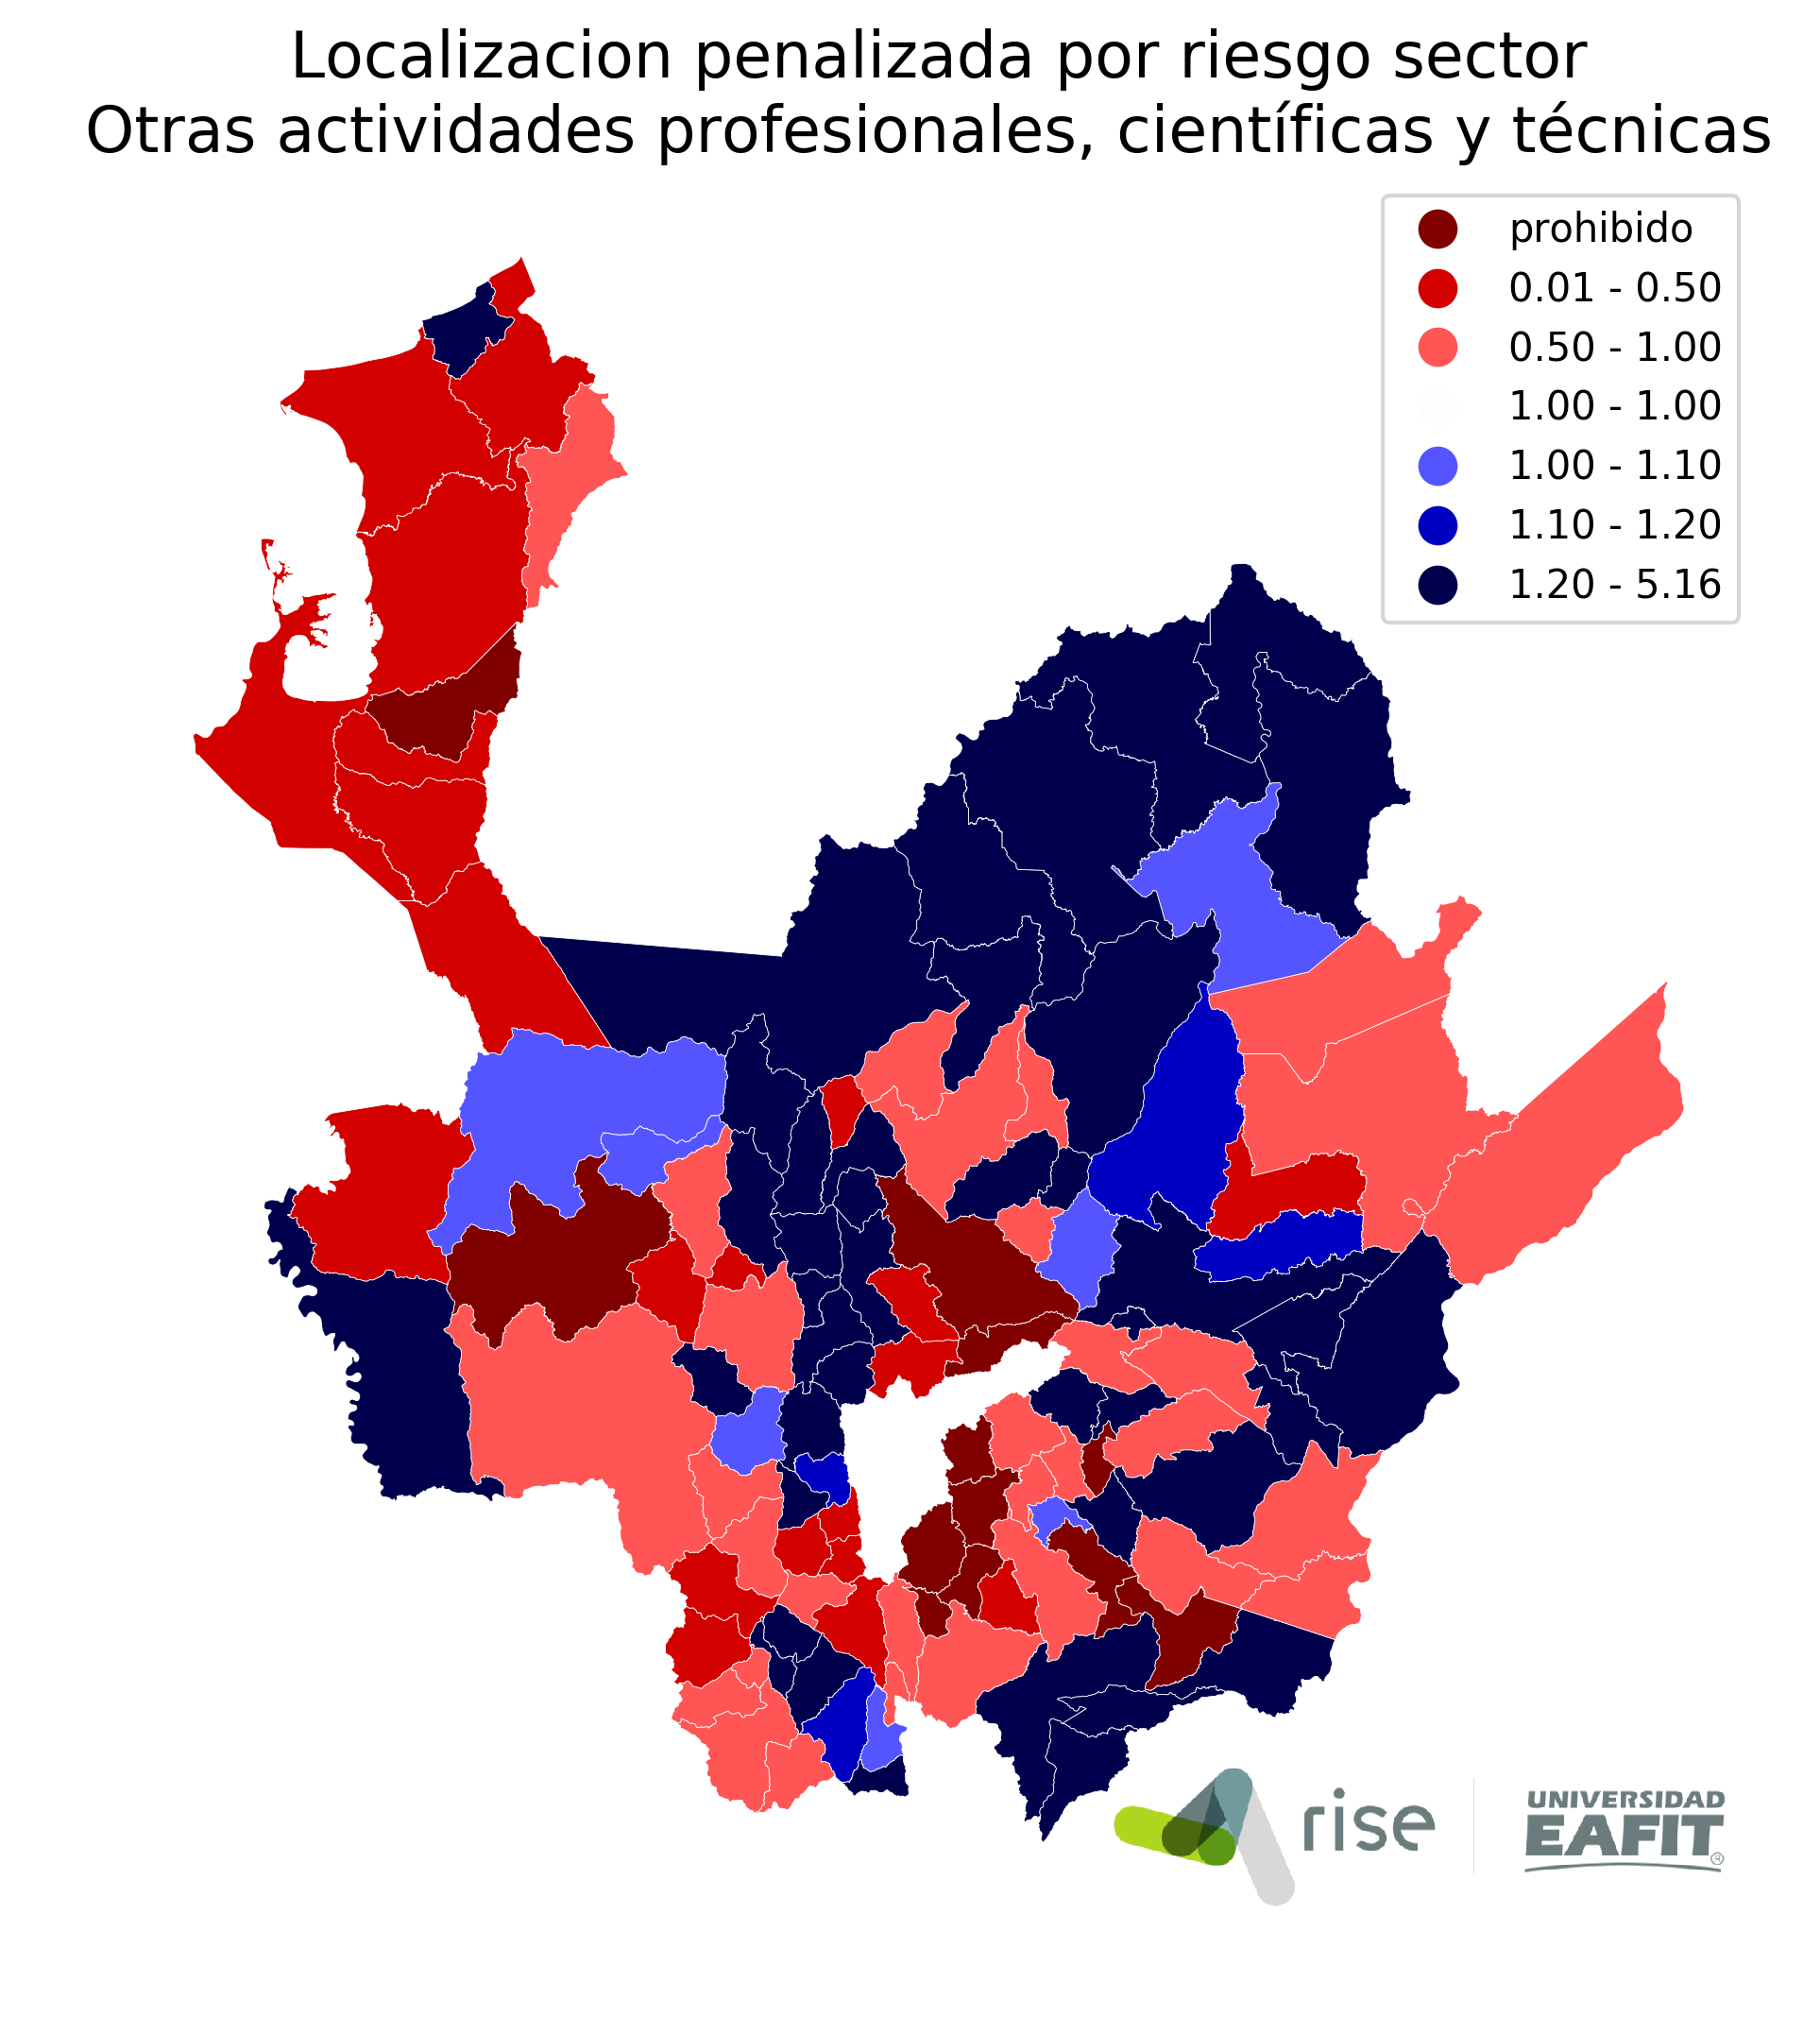 Localizacion penalizada por riesgo sector
Otras actividades profesionales, científicas y técnicas
prohibido
0.01 - 0.50
0.50 - 1.00
1.00 - 1.00
1.00 - 1.10
1.10 - 1.20
1.20 - 5.16
rise
UNIVERSIDAD
EAFIT®